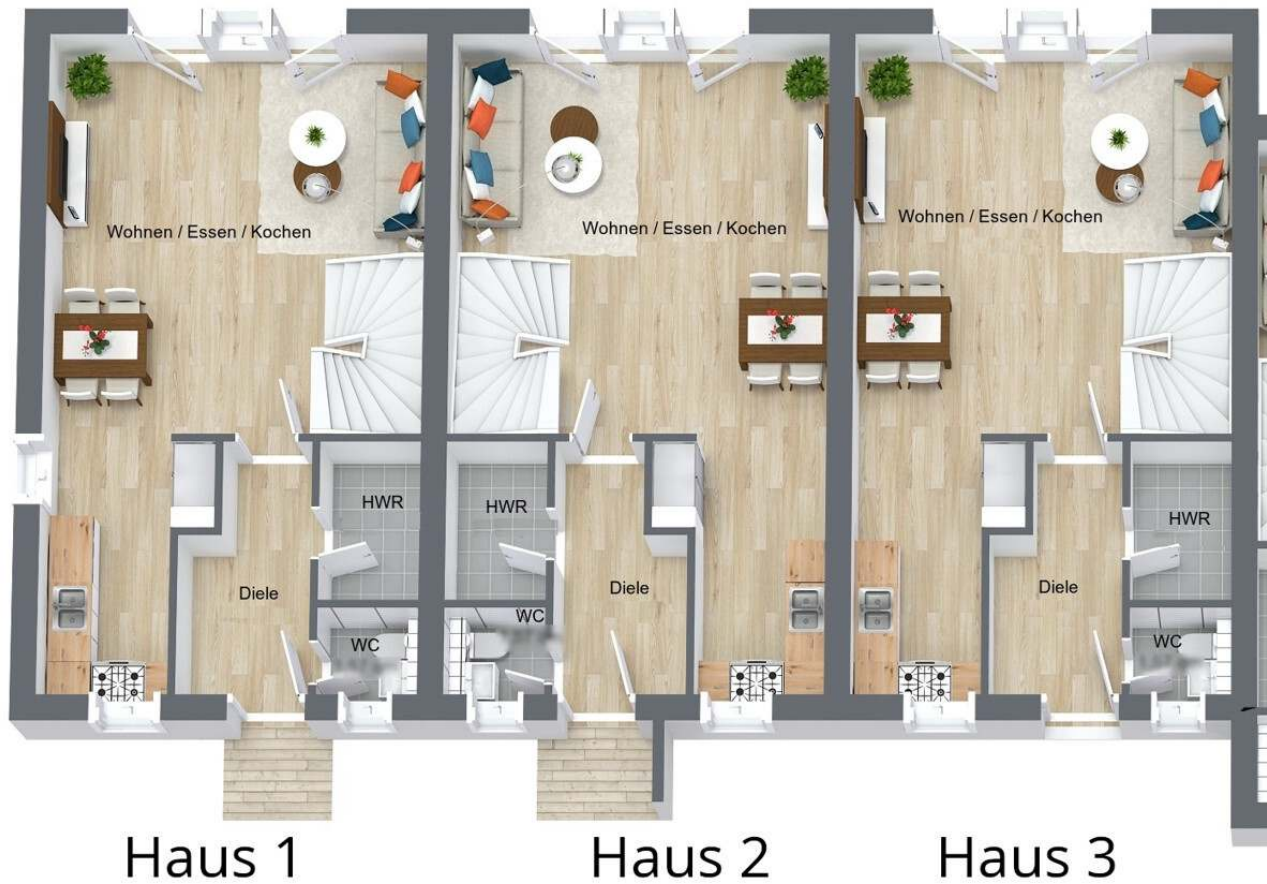 Wohnen / Essen / Kochen
Wohnen / Essen / Kochen
Wohnen / Essen / Kochen
HWR
HWR
HWR
Diele
Diele
Diele
WC
WC
WC
Haus 1
Haus 2
Haus 3